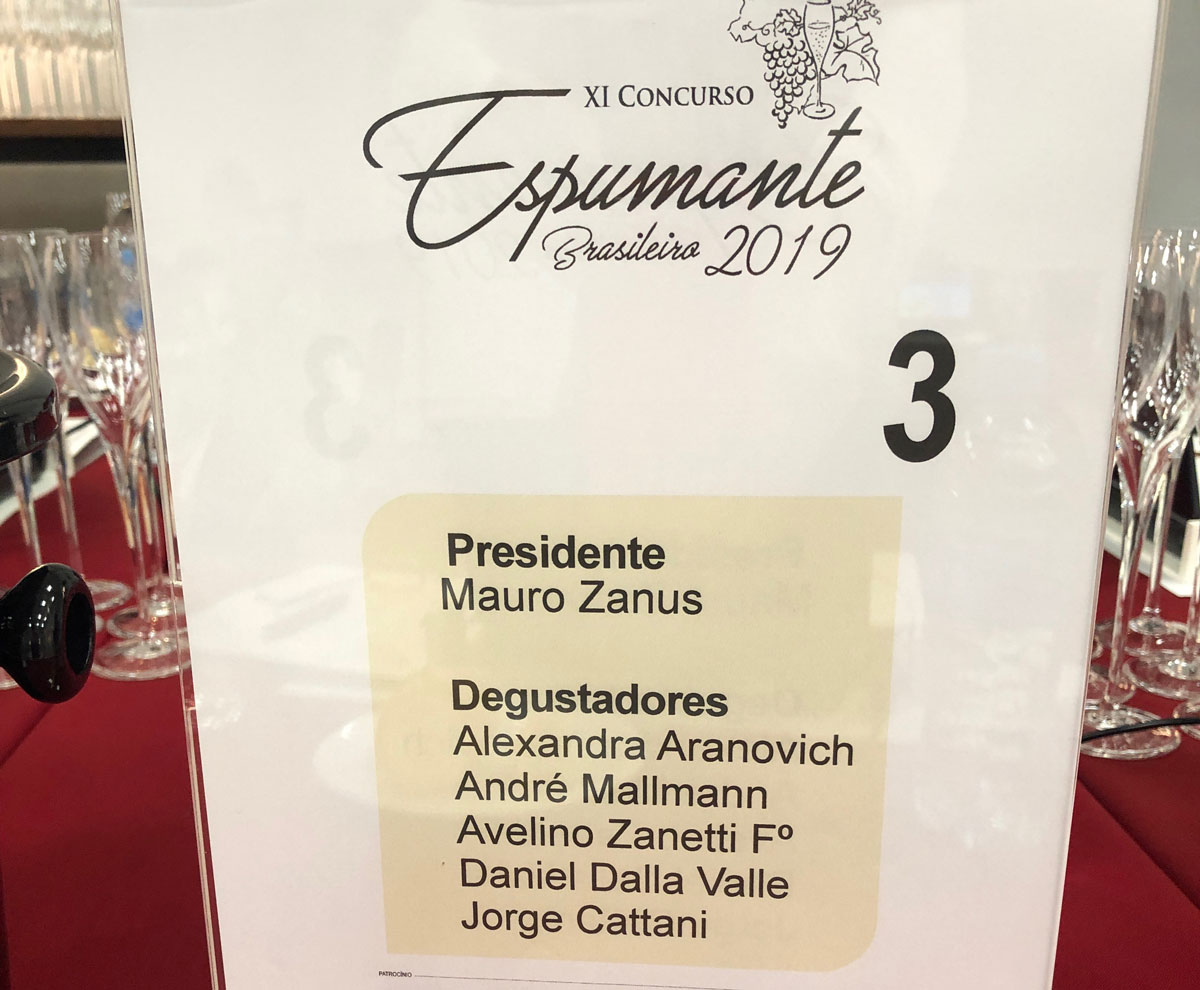 XI CONCURSO
Espumante
Brasileiro 2019
3
Presidente
Mauro Zanus
Degustadores
Alexandra Aranovich
André Mallmann
Avelino Zanetti Fº
Daniel Dalla Valle
Jorge Cattani
PATROCÍNIO